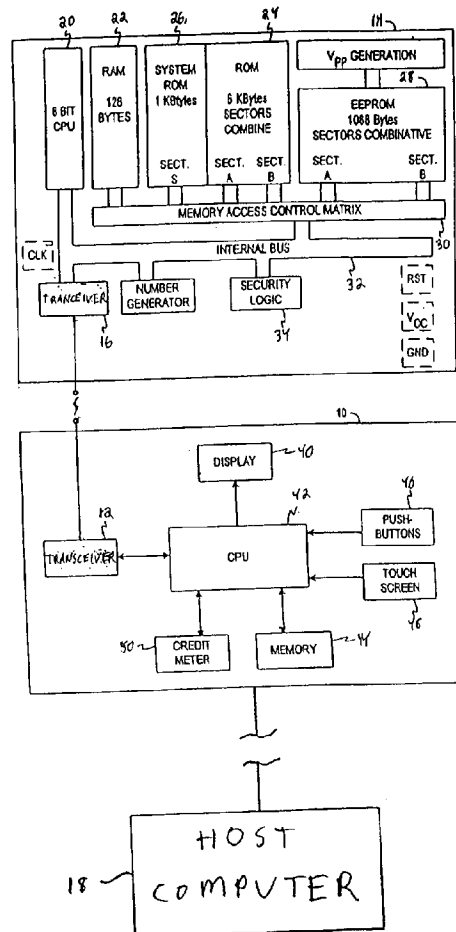 20
22
26
24
14
8 BIT
CPU
RAM
128
BYTES
SYSTEM
ROM
1 KBytes
SECT.
S
ROM
6 KBytes
SECTORS
COMBINE
SECT.
A
SECT.
B
VPP GENERATION
28
EEPROM
1088 Bytes
SECTORS COMBINATIVE
SECT.
A
SECT.
B
MEMORY ACCESS CONTROL MATRIX
30
CLK
INTERNAL BUS
32
TRANCEIVER
16
NUMBER
GENERATOR
SECURITY
LOGIC
34
RST
VCC
GND
10
DISPLAY
40
12
TRANSCEIVER
42
CPU
46
PUSH-
BUTTONS
TOUCH
SCREEN
48
50
CREDIT
METER
MEMORY
44
18
HOST
COMPUTER